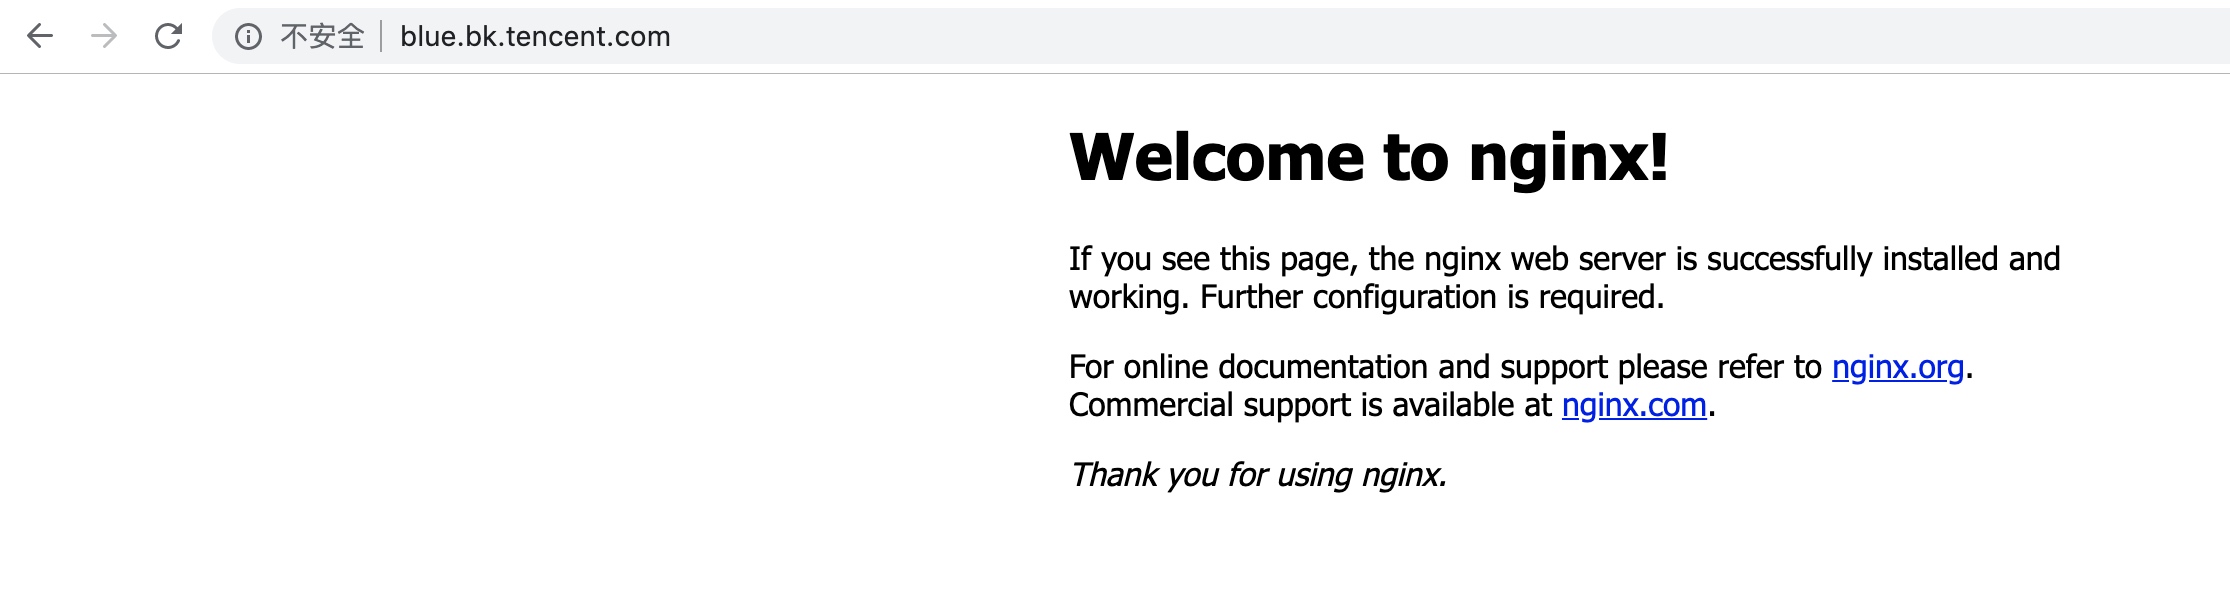 不安全 blue.bk.tencent.com
Welcome to nginx!
If you see this page, the nginx web server is successfully installed and
working. Further configuration is required.
For online documentation and support please refer to nginx.org.
Commercial support is available at nginx.com.
Thank you for using nginx.